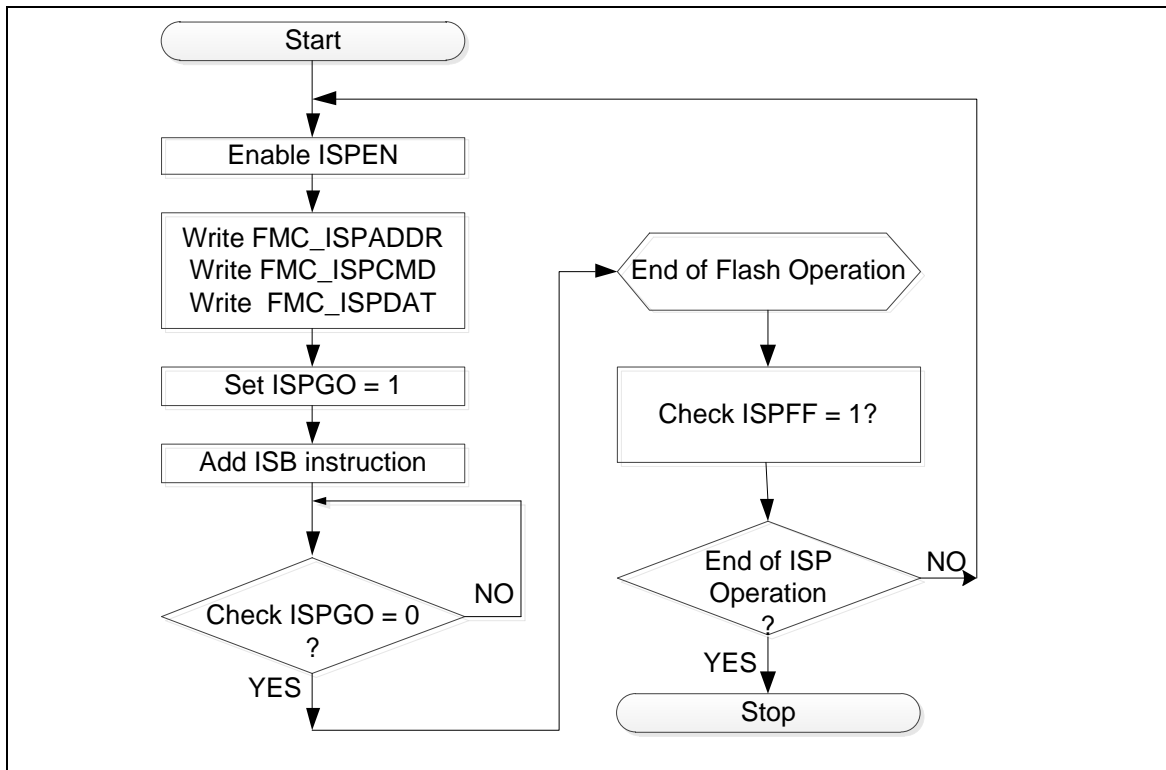 Start
Enable ISPEN
Write FMC_ISPADDR
Write FMC_ISPCMD
Write FMC_ISPDAT
Set ISPGO = 1
Add ISB instruction
Check ISPGO = 0
?
NO
YES
End of Flash Operation
Check ISPFF = 1?
End of ISP
Operation
?
NO
YES
Stop